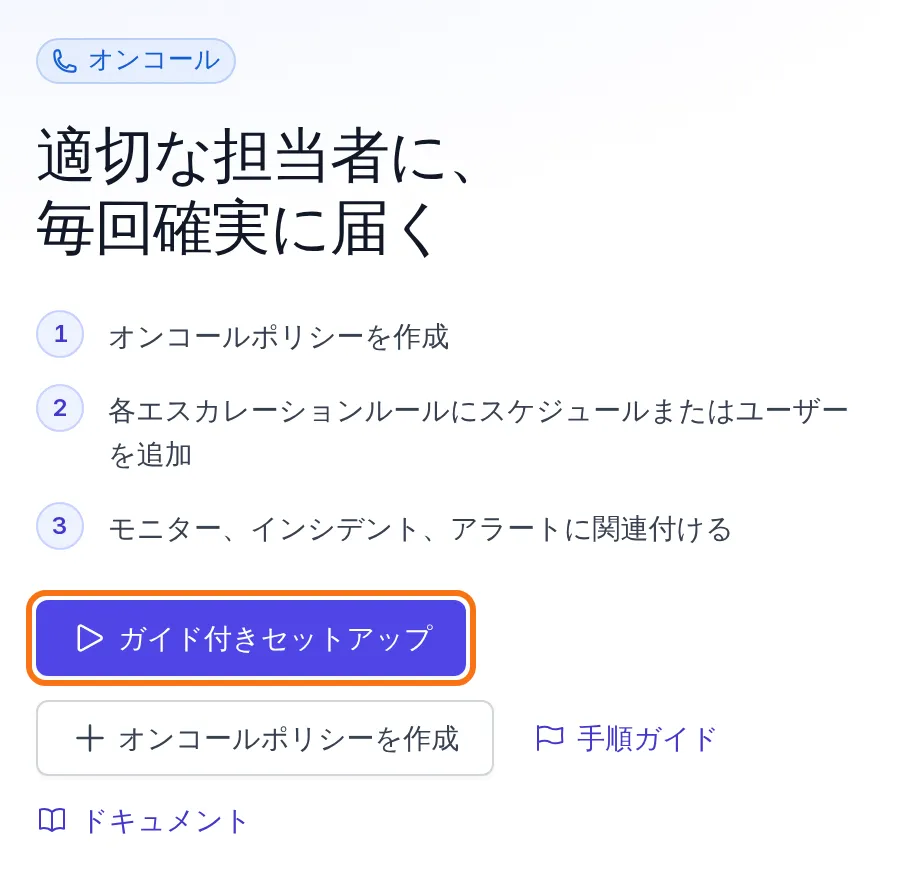 オンコール
適切な担当者に、
毎回確実に届く
1 オンコールポリシーを作成
2 各エスカレーションルールにスケジュールまたはユーザー
を追加
3 モニター、インシデント、アラートに関連付ける
ガイド付きセットアップ
オンコールポリシーを作成 手順ガイド
ドキュメント